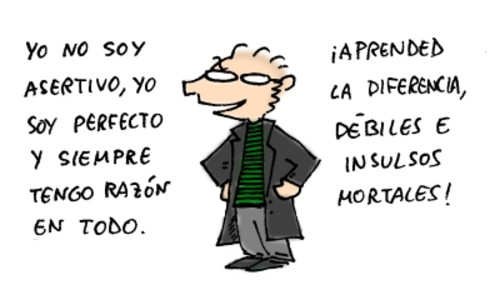 YO NO SOY
ASERTIVO, YO
SOY PERFECTO
Y SIEMPRE
TENGO RAZÓN
EN TODO.
¡APRENDED
LA DIFERENCIA,
DÉBILES E
INSULSOS
MORTALES!